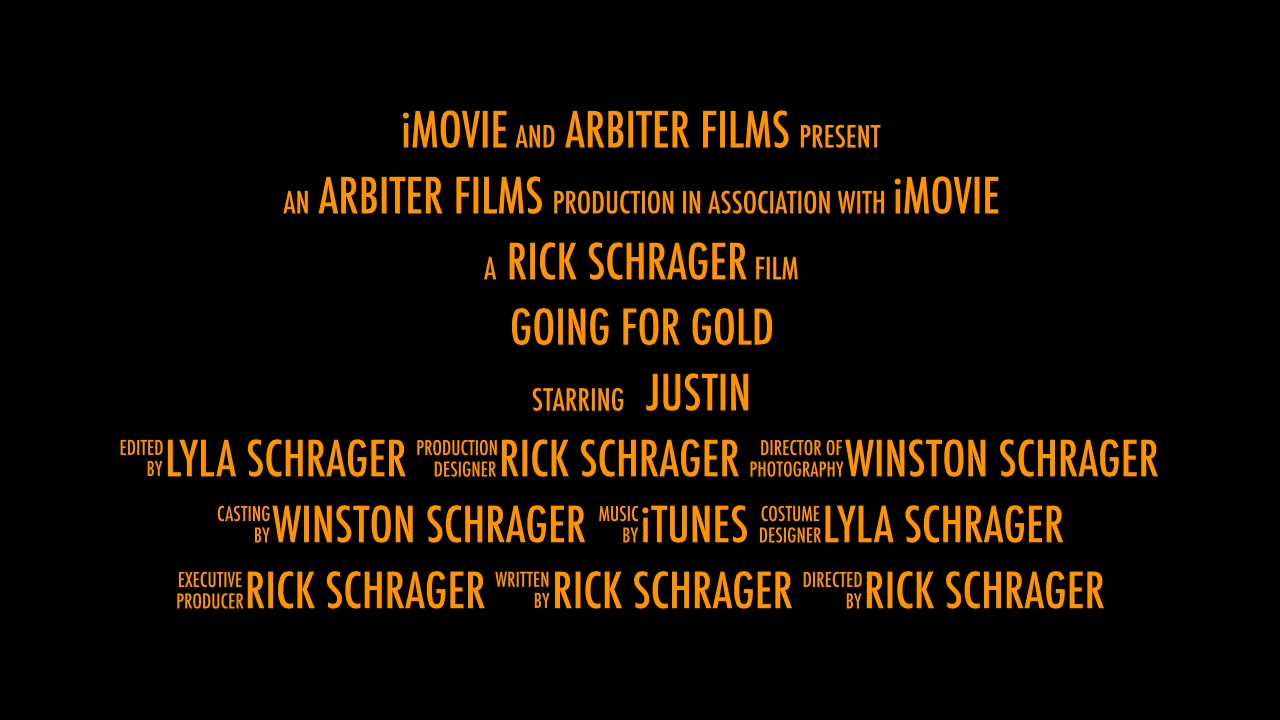 iMOVIE AND ARBITER FILMS PRESENT
AN ARBITER FILMS PRODUCTION IN ASSOCIATION WITH iMOVIE
A RICK SCHRAGER FILM
GOING FOR GOLD
STARRING JUSTIN
EDITED BY LYLA SCHRAGER PRODUCTION DESIGNER RICK SCHRAGER DIRECTOR OF PHOTOGRAPHY WINSTON SCHRAGER
CASTING BY WINSTON SCHRAGER MUSIC BY iTUNES COSTUME DESIGNER LYLA SCHRAGER
EXECUTIVE PRODUCER RICK SCHRAGER WRITTEN BY RICK SCHRAGER DIRECTED BY RICK SCHRAGER